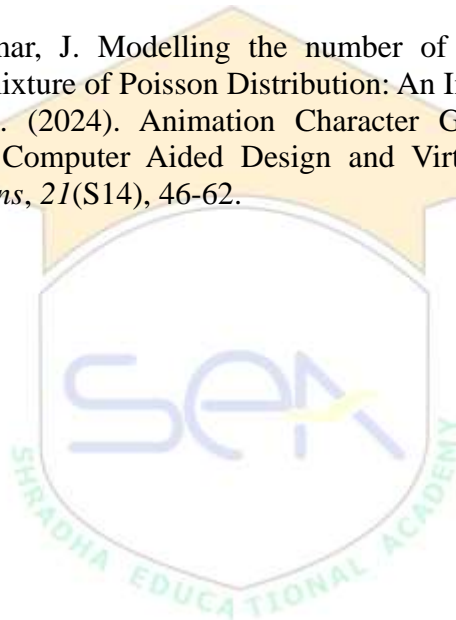 mar, J. Modelling the number of
ixture of Poisson Distribution: An I
. (2024). Animation Character G
Computer Aided Design and Virt
ns, 21(S14), 46-62.
SEA
SHRADHA EDUCATIONAL ACADEMY